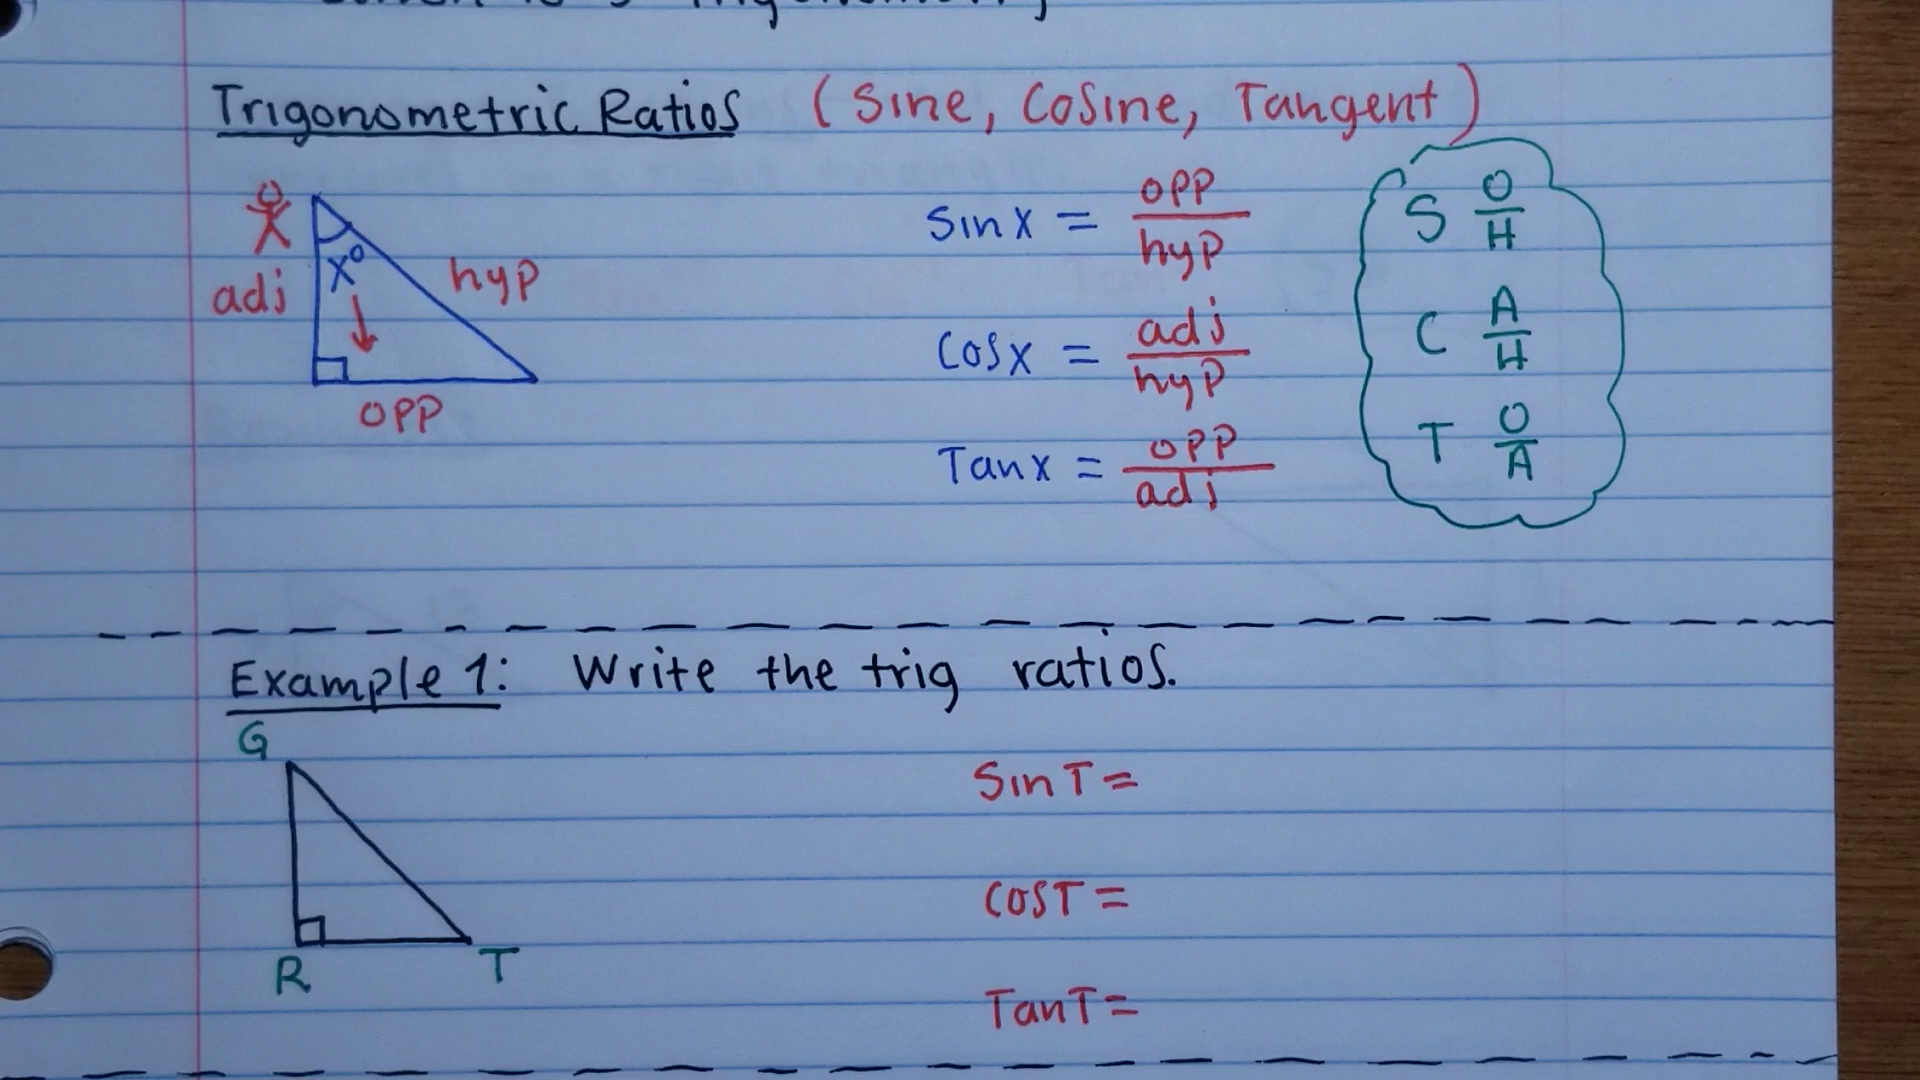 Trigonometric Ratios (Sine, Cosine, Tangent)
adj
x°
hyp
opp
Sin x = opp/hyp
Cos x = adj/hyp
Tan x = opp/adj
S O/H
C A/H
T O/A
Example 1: Write the trig ratios.
G
R
T
Sin T =
Cos T =
Tan T =